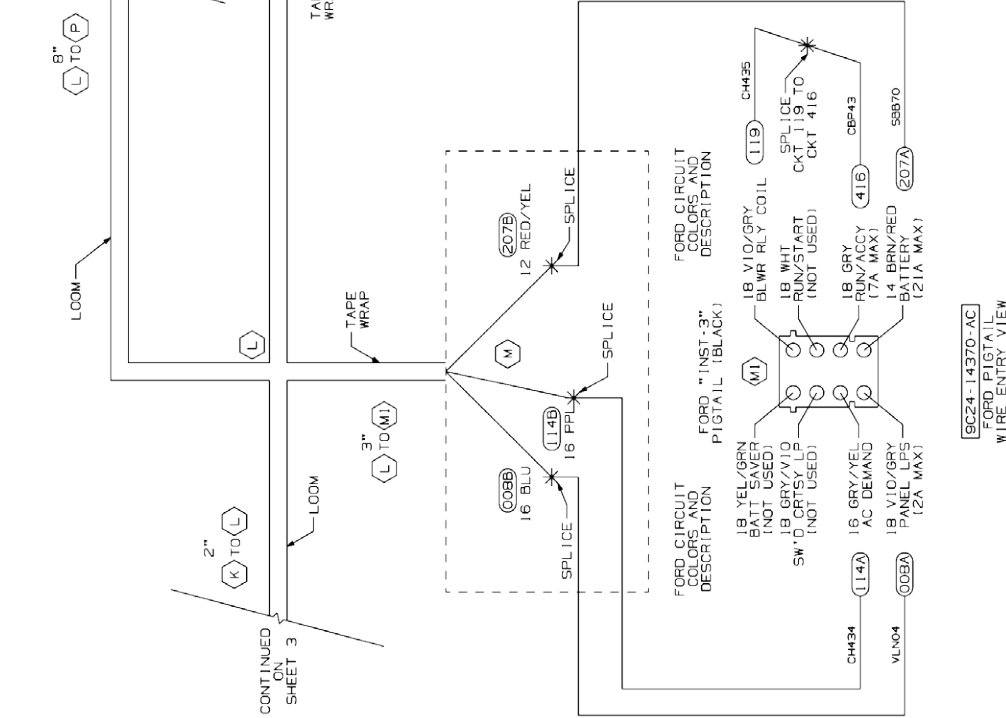 8"
L TO P
TA
WR
LOOM
L
TAPE
WRAP
3"
L TO M1
2"
K TO L
LOOM
CONTINUED
ON
SHEET 3
207B
12 RED/YEL
SPLICE
M
SPLICE
114B
16 PPL
008B
16 BLU
SPLICE
FORD CIRCUIT
COLORS AND
DESCRIPTION
CH435
119
SPLICE
CKT 119 TO
CKT 416
CBP43
416
SBB70
207A
18 VIO/GRY
BLWR RLY COIL
18 WHT
RUN/START
(NOT USED)
18 GRY
RUN/ACCY
(7A MAX)
14 BRN/RED
BATTERY
(21A MAX)
FORD "INST-3"
PIGTAIL (BLACK)
M1
FORD CIRCUIT
COLORS AND
DESCRIPTION
18 YEL/GRN
BATT SAVER
(NOT USED)
18 GRY/VIO
SW'D CRTSY LP
(NOT USED)
16 GRY/YEL
AC DEMAND
18 VIO/GRY
PANEL LPS
(2A MAX)
114A
CH434
008A
VLN04
9C24-14370-AC
FORD PIGTAIL
WIRE ENTRY VIEW